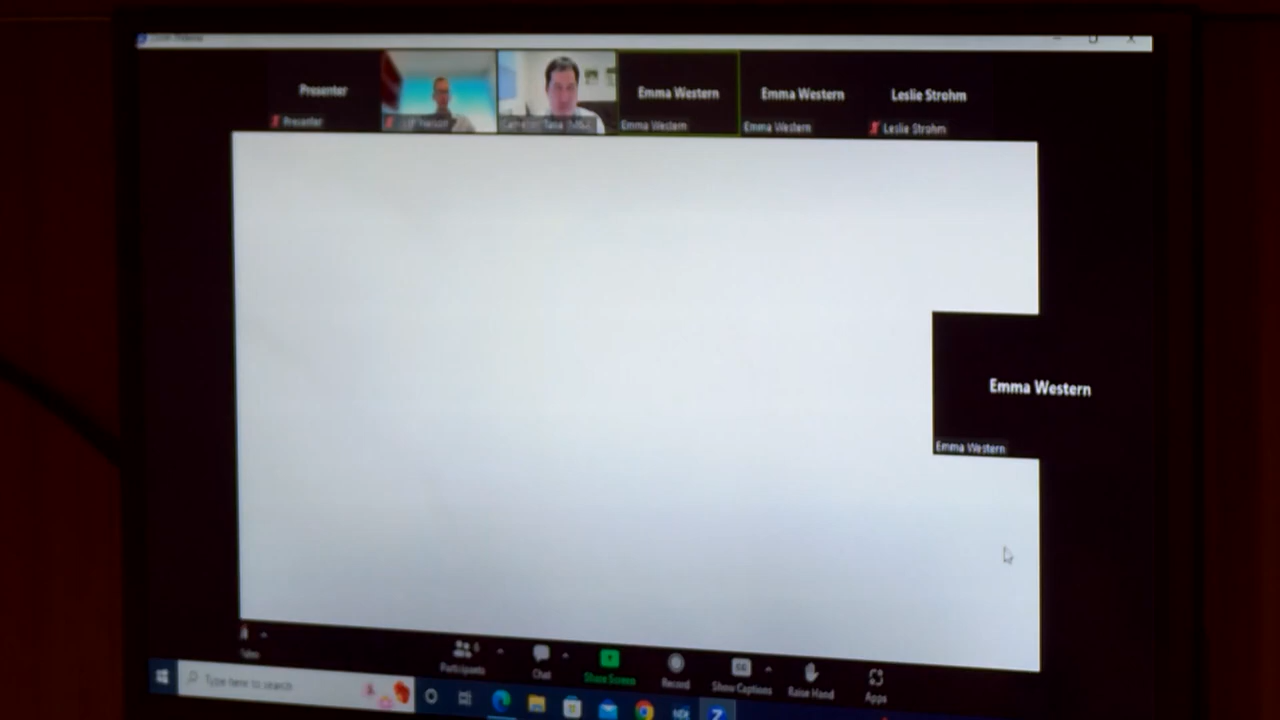 Presenter
Presenter
Emma Western
Emma Western
Emma Western
Emma Western
Leslie Strohm
Leslie Strohm
Emma Western
Emma Western
Participants
Chat
Share Screen
Record
CC
Show Captions
Raise Hand
Apps
Type here to search